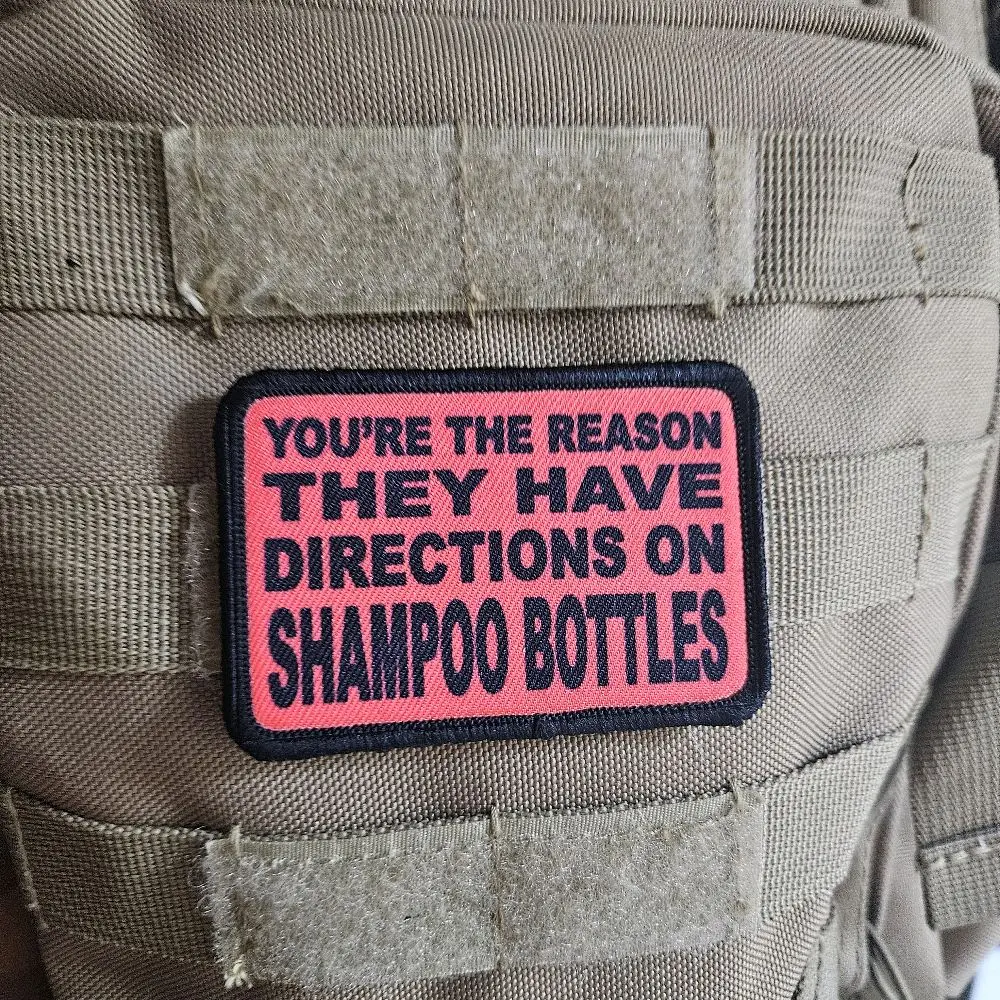 YOU'RE THE REASON
THEY HAVE
DIRECTIONS ON
SHAMPOO BOTTLES